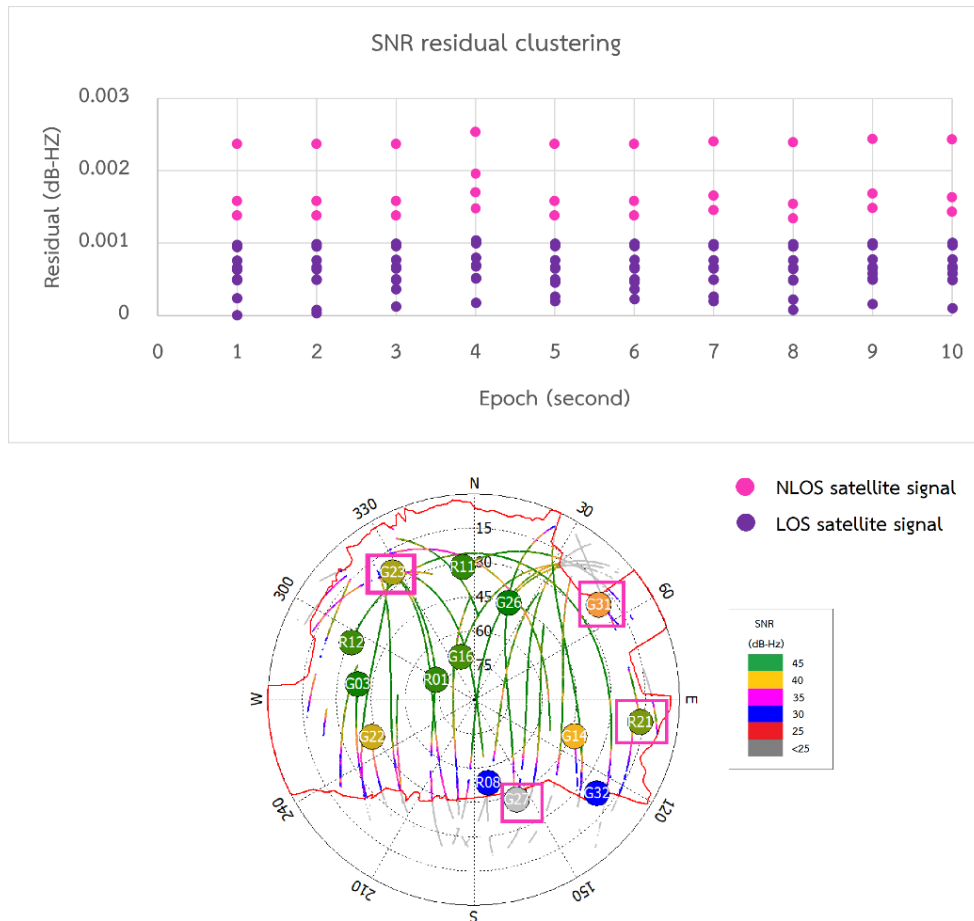 SNR residual clustering
Residual (dB-HZ)
0.003
0.002
0.001
0
0 1 2 3 4 5 6 7 8 9 10
Epoch (second)
NLOS satellite signal
LOS satellite signal
N
330
30
15
30
45
60
75
300
60
W
E
240
120
210
150
S
G23
R11
G26
G31
R12
G16
G03
R01
R21
G22
G14
R08
G27
G32
SNR
(dB-Hz)
45
40
35
30
25
<25